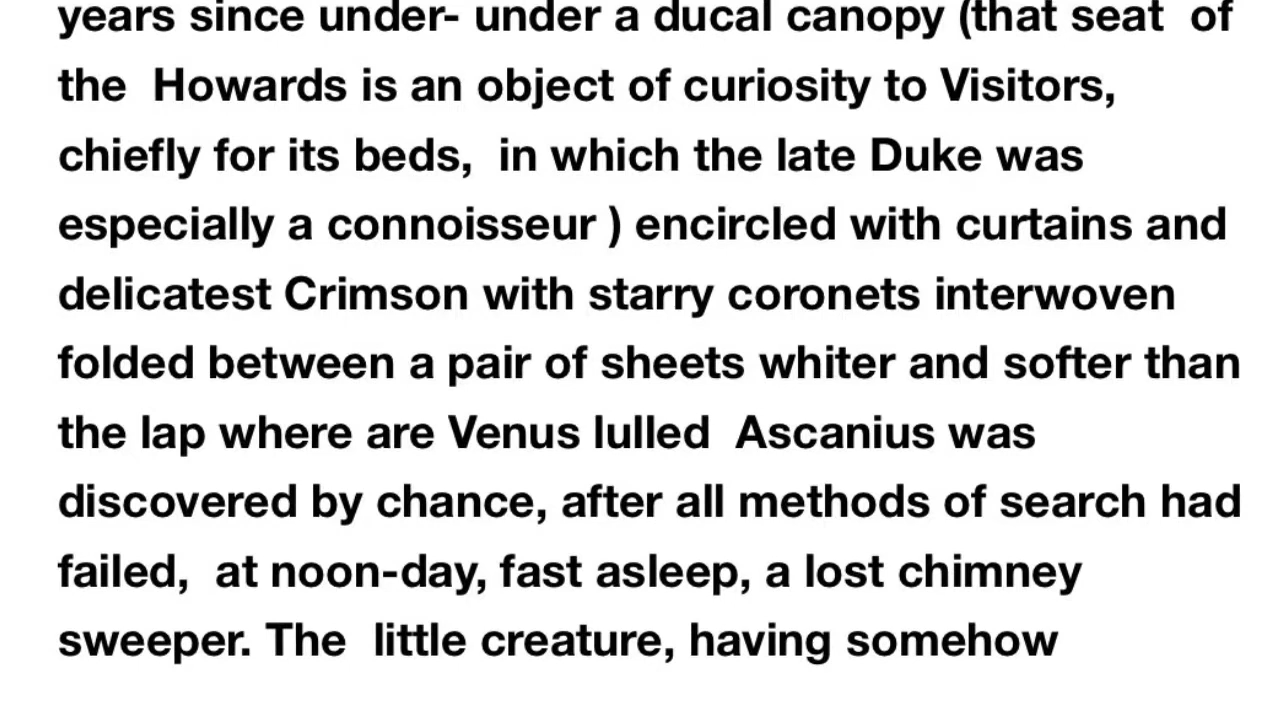 years since under- under a ducal canopy (that seat  of
the  Howards is an object of curiosity to Visitors,
chiefly for its beds,  in which the late Duke was
especially a connoisseur ) encircled with curtains and
delicatest Crimson with starry coronets interwoven
folded between a pair of sheets whiter and softer than
the lap where are Venus lulled  Ascanius was
discovered by chance, after all methods of search had
failed,  at noon-day, fast asleep, a lost chimney
sweeper. The  little creature, having somehow